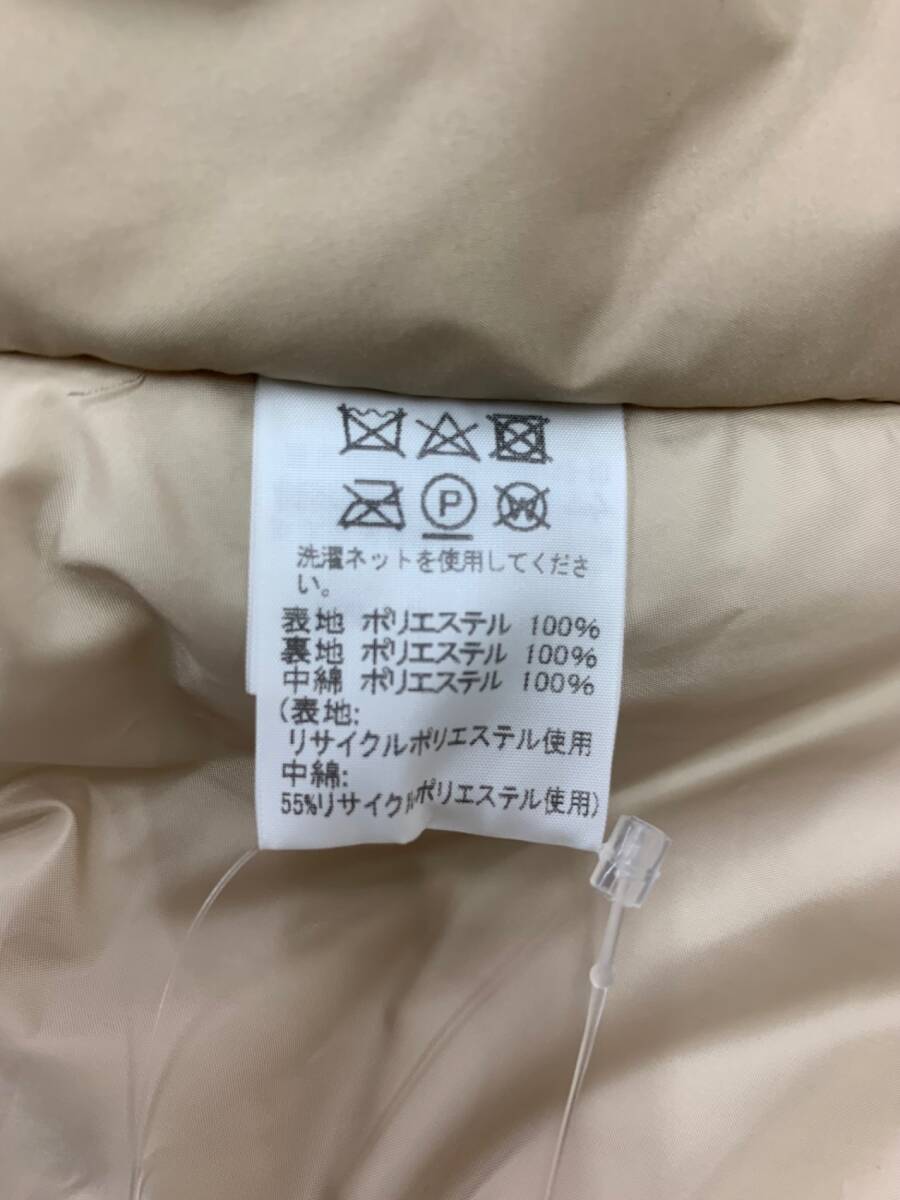 P W
洗濯ネットを使用してくださ
い。
表地 ポリエステル 100%
裏地 ポリエステル 100%
中綿 ポリエステル 100%
(表地:
リサイクルポリエステル使用
中綿:
55%リサイクルポリエステル使用)